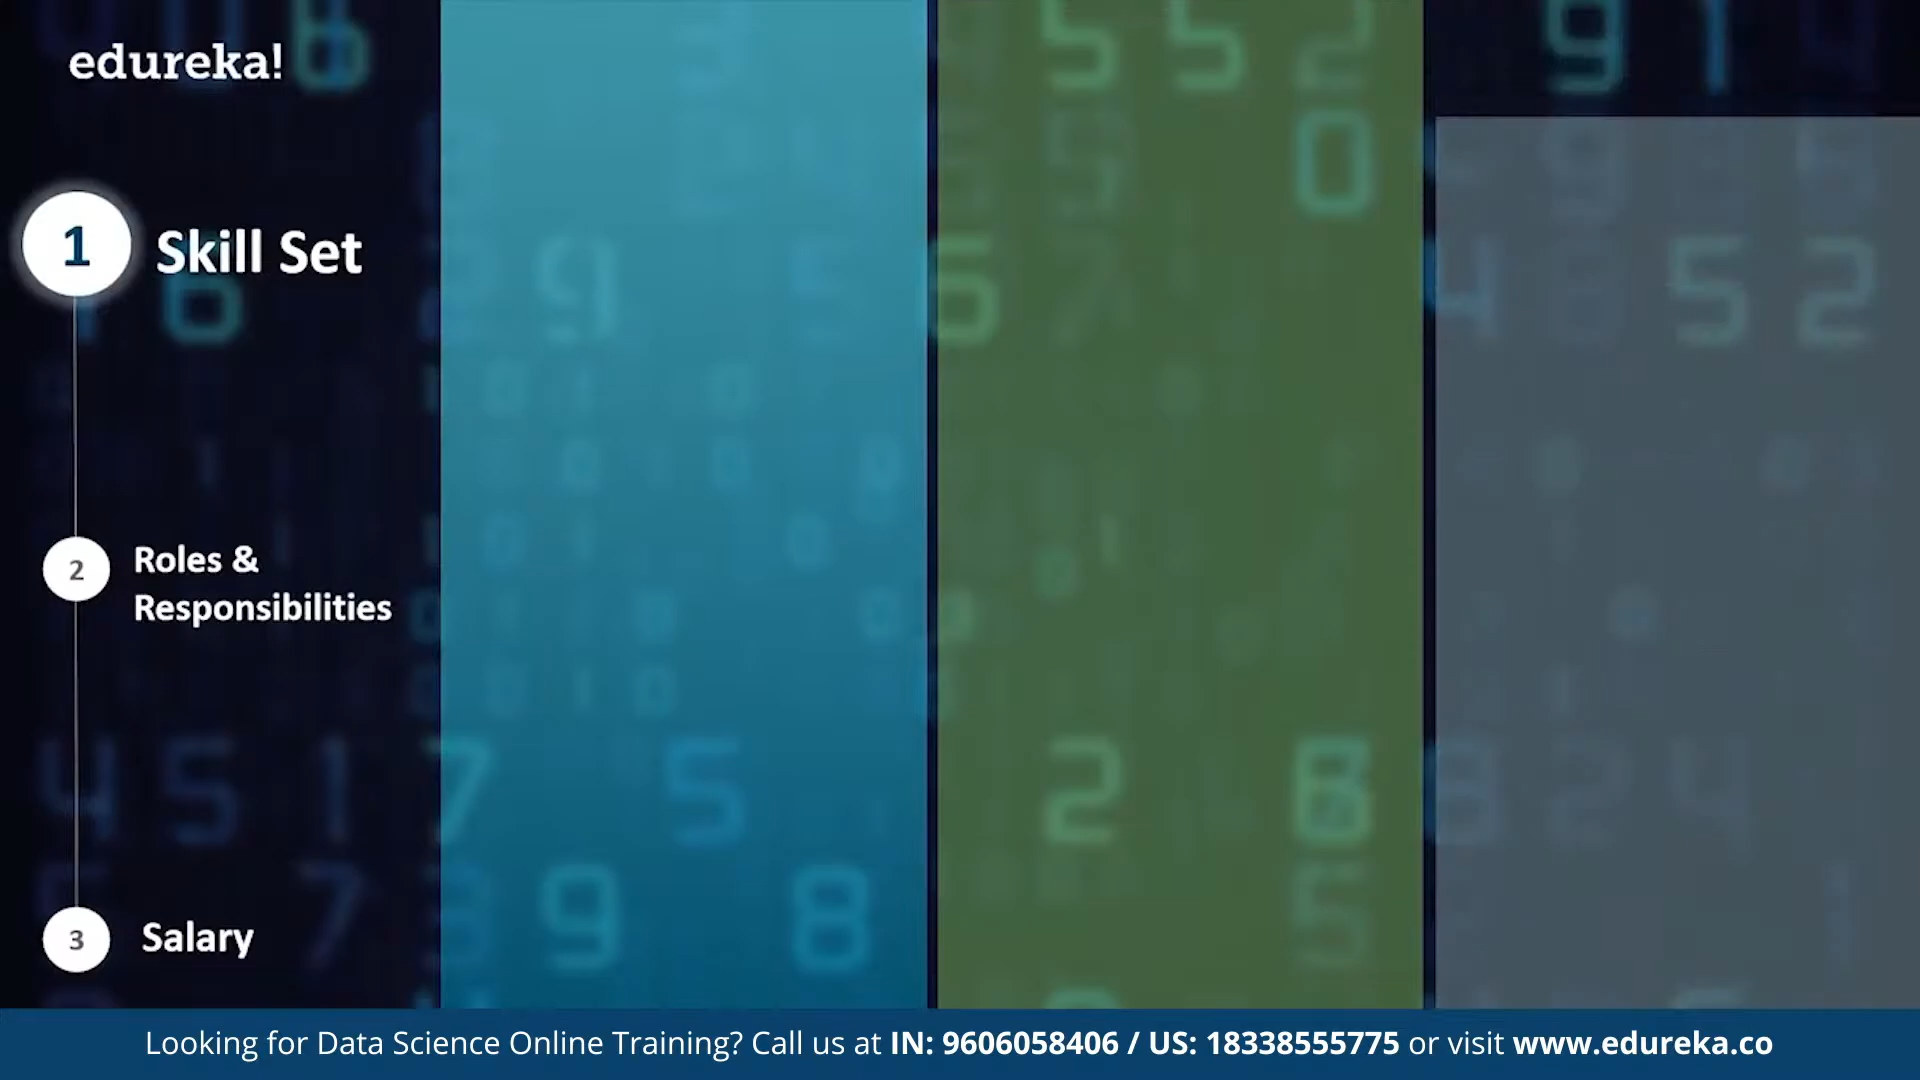 edureka!
1 Skill Set
2 Roles &
Responsibilities
3 Salary
Looking for Data Science Online Training? Call us at IN: 9606058406 / US: 18338555775 or visit www.edureka.co